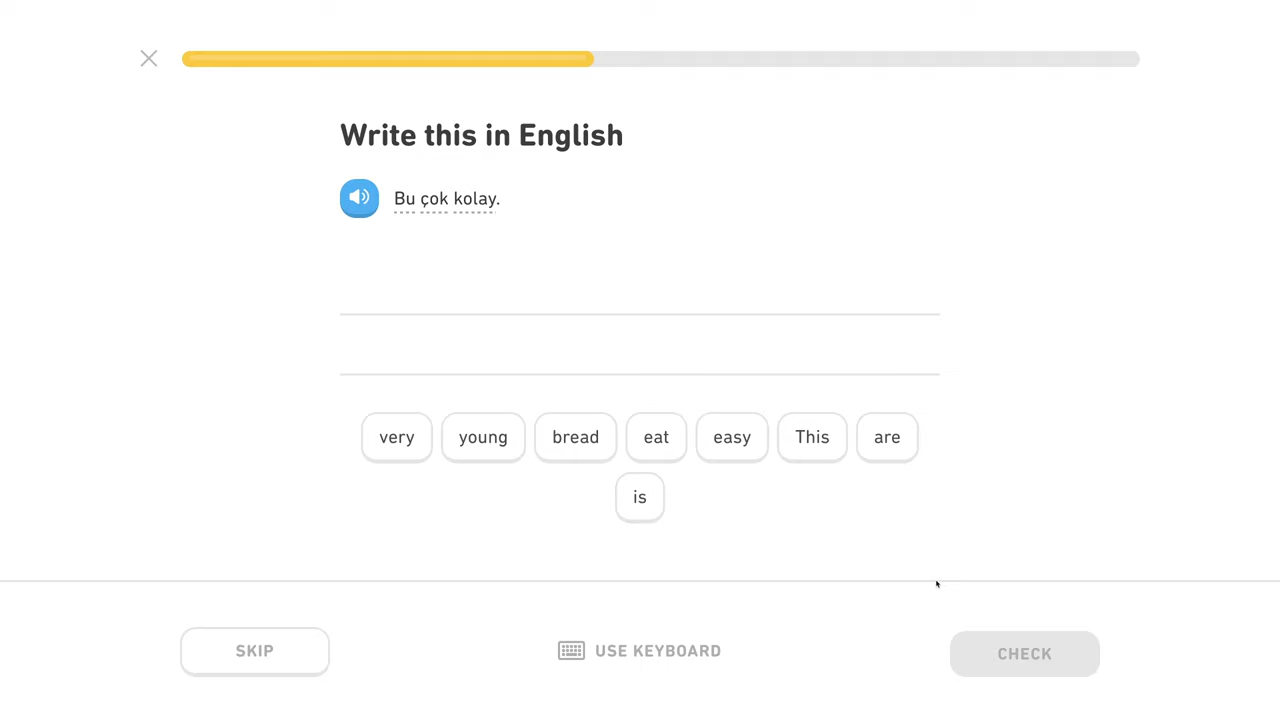 Write this in English
Bu çok kolay.
very young bread eat easy This are
is
SKIP USE KEYBOARD CHECK